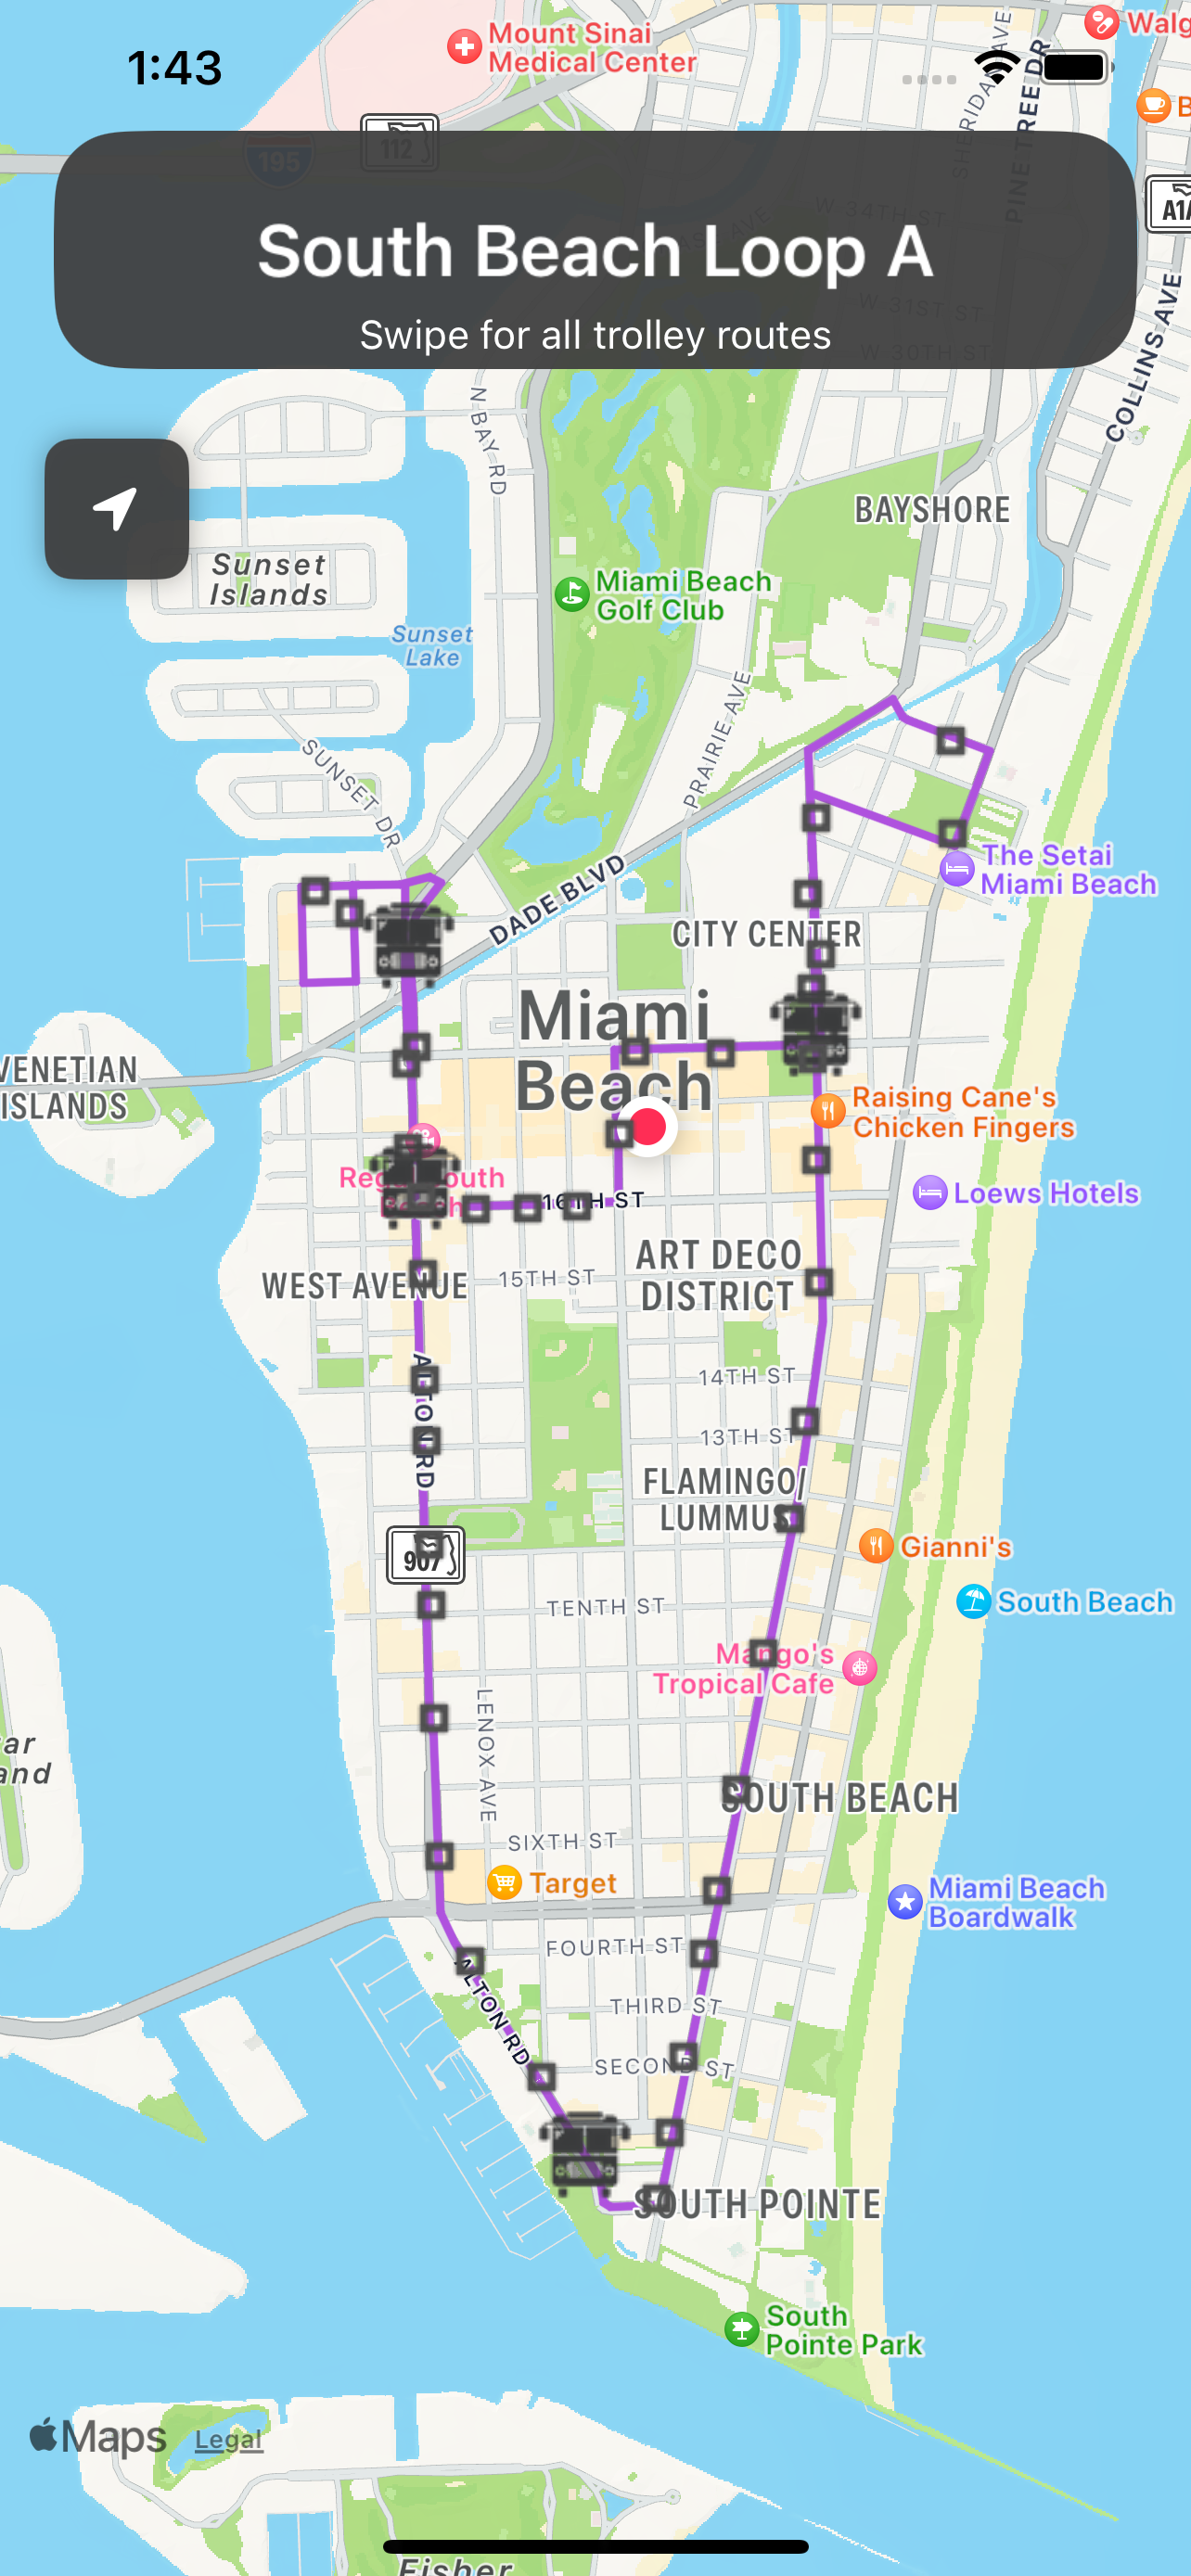 1:43
Mount Sinai
Medical Center
112
195
SHERIDAN AVE
PINE TREE DR
A1A
W 34TH ST
South Beach Loop A
W 31ST ST
Swipe for all trolley routes
W 30TH ST
COLLINS AVE
N BAY RD
BAYSHORE
Sunset
Islands
Miami Beach
Golf Club
Sunset
Lake
PRAIRIE AVE
SUNSET DR
The Setai
Miami Beach
DADE BLVD
CITY CENTER
Miami
Beach
VENETIAN
ISLANDS
Raising Cane's
Chicken Fingers
Loews Hotels
16TH ST
ART DECO
DISTRICT
WEST AVENUE
15TH ST
14TH ST
ALTON RD
13TH ST
FLAMINGO/
LUMMUS
907
Gianni's
TENTH ST
South Beach
Mango's
Tropical Cafe
LENOX AVE
SOUTH BEACH
SIXTH ST
Target
Miami Beach
Boardwalk
FOURTH ST
ALTON RD
THIRD ST
SECOND ST
SOUTH POINTE
South
Pointe Park
Maps
Legal
Fisher